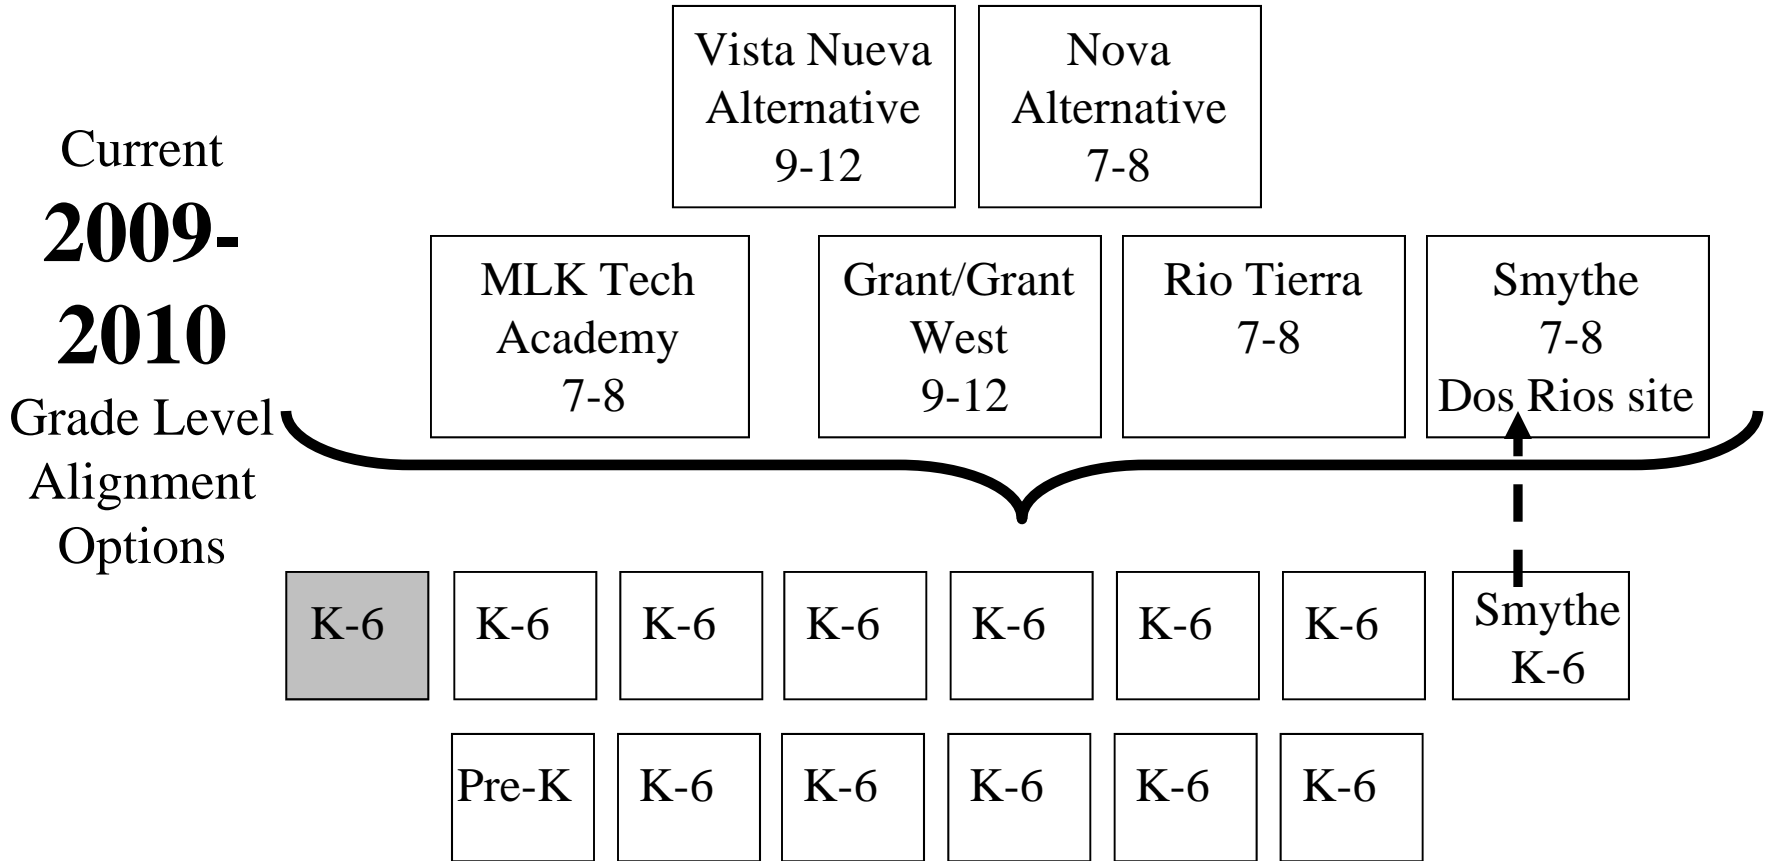 Current
2009-
2010
Grade Level
Alignment
Options
Vista Nueva
Alternative
9-12
Nova
Alternative
7-8
MLK Tech
Academy
7-8
Grant/Grant
West
9-12
Rio Tierra
7-8
Smythe
7-8
Dos Rios site
K-6
K-6
K-6
K-6
K-6
K-6
K-6
Smythe
K-6
Pre-K
K-6
K-6
K-6
K-6
K-6